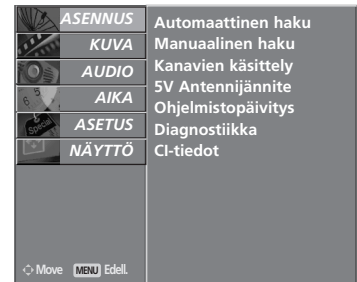 ASENNUS
KUVA
AUDIO
AIKA
Special
ASETUS
NÄYTTÖ
Automaattinen haku
Manuaalinen haku
Kanavien käsittely
5V Antennijännite
Ohjelmistopäivitys
Diagnostiikka
CI-tiedot
Move MENU Edell.